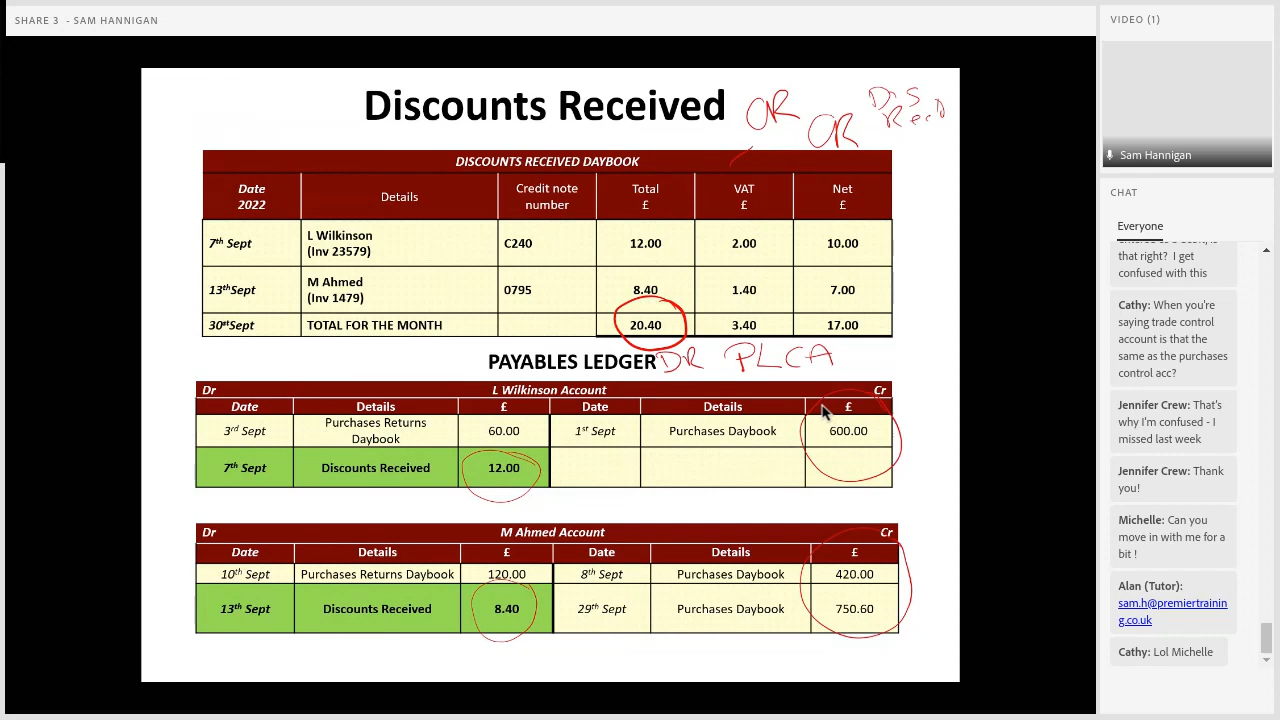 SHARE 3 - SAM HANNIGAN
Discounts Received
CR
CR
Dis
Rec'd
DISCOUNTS RECEIVED DAYBOOK
Date 2022 Details Credit note number Total £ VAT £ Net £
7th Sept L Wilkinson (Inv 23579) C240 12.00 2.00 10.00
13thSept M Ahmed (Inv 1479) 0795 8.40 1.40 7.00
30stSept TOTAL FOR THE MONTH 20.40 3.40 17.00
PAYABLES LEDGER DR PLCA
Dr L Wilkinson Account Cr
Date Details £ Date Details £
3rd Sept Purchases Returns Daybook 60.00 1st Sept Purchases Daybook 600.00
7th Sept Discounts Received 12.00
Dr M Ahmed Account Cr
Date Details £ Date Details £
10th Sept Purchases Returns Daybook 120.00 8th Sept Purchases Daybook 420.00
13th Sept Discounts Received 8.40 29th Sept Purchases Daybook 750.60
VIDEO (1)
Sam Hannigan
CHAT
Everyone
that right? I get
confused with this
Cathy: When you're
saying trade control
account is that the
same as the purchases
control acc?
Jennifer Crew: That's
why I'm confused - I
missed last week
Jennifer Crew: Thank
you!
Michelle: Can you
move in with me for a
bit !
Alan (Tutor):
sam.h@premiertrainin
g.co.uk
Cathy: Lol Michelle